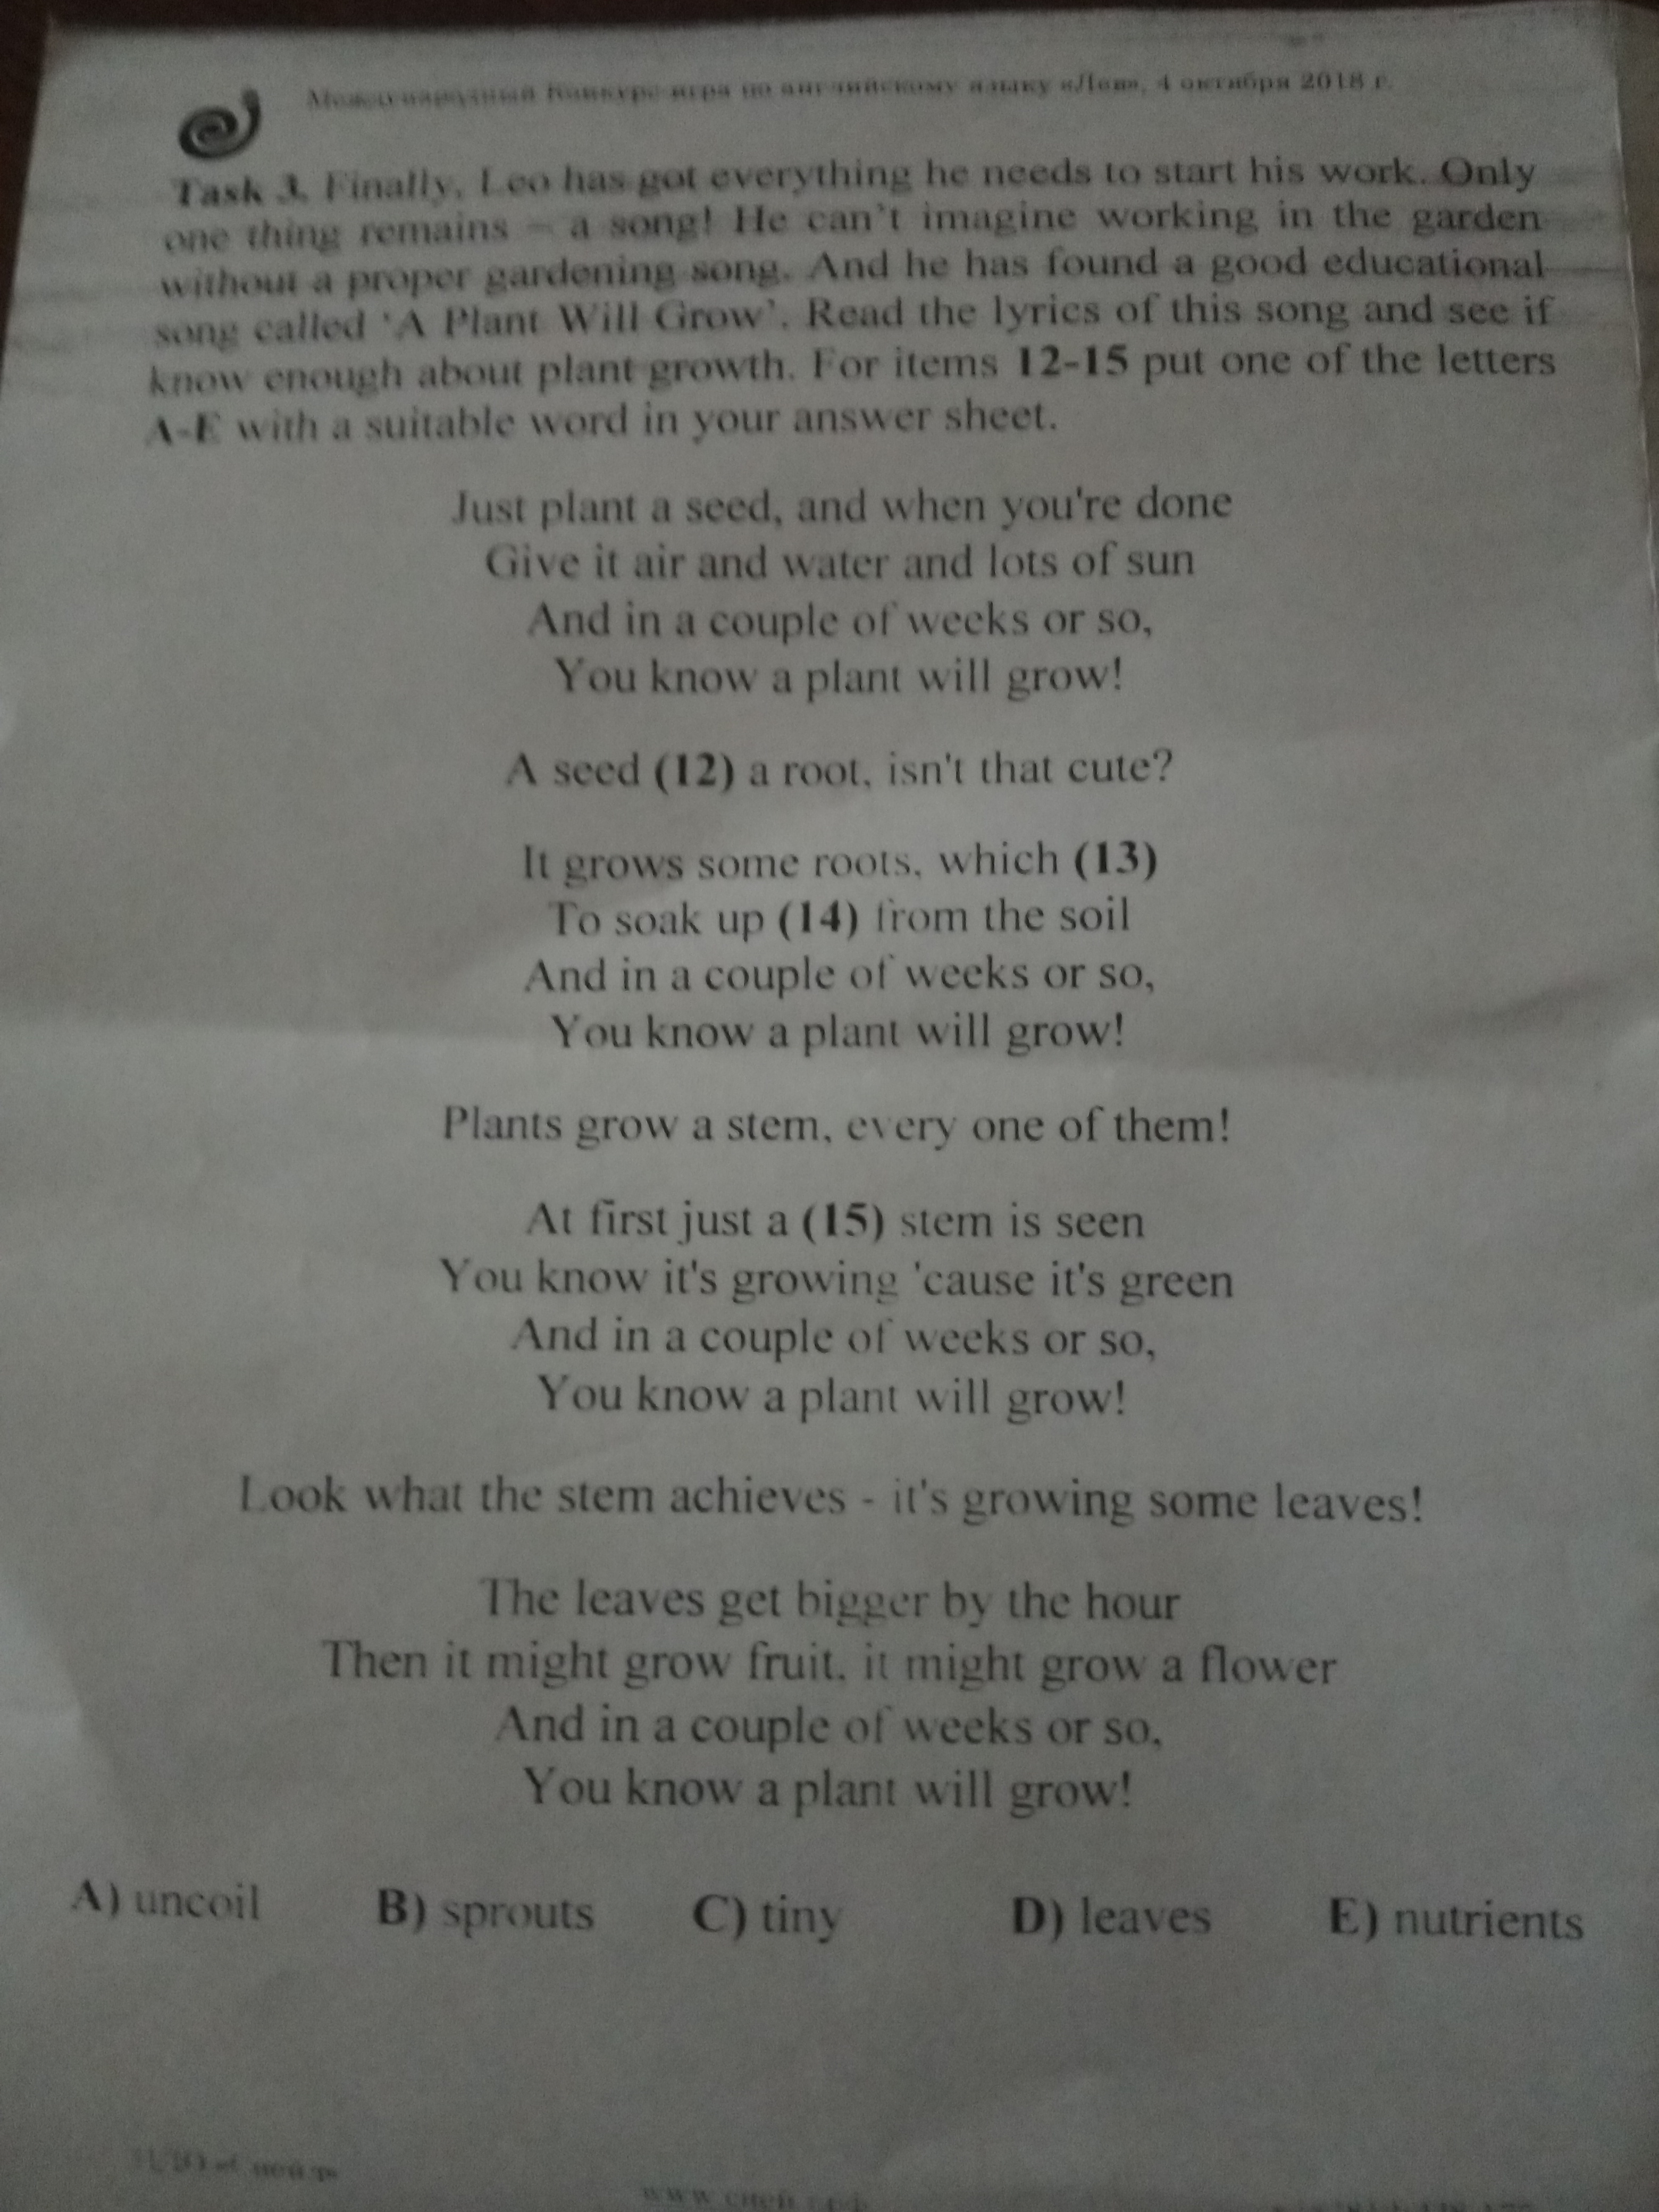 Международный Конкурс-игра по английскому языку «Лев», 4 октября 2018 г.
Task 3. Finally, Leo has got everything he needs to start his work. Only
one thing remains – a song! He can't imagine working in the garden
without a proper gardening song. And he has found a good educational
song called ‘A Plant Will Grow’. Read the lyrics of this song and see if
know enough about plant growth. For items 12-15 put one of the letters
A-E with a suitable word in your answer sheet.
Just plant a seed, and when you're done
Give it air and water and lots of sun
And in a couple of weeks or so,
You know a plant will grow!
A seed (12) a root, isn't that cute?
It grows some roots, which (13)
To soak up (14) from the soil
And in a couple of weeks or so,
You know a plant will grow!
Plants grow a stem, every one of them!
At first just a (15) stem is seen
You know it's growing 'cause it's green
And in a couple of weeks or so,
You know a plant will grow!
Look what the stem achieves - it's growing some leaves!
The leaves get bigger by the hour
Then it might grow fruit, it might grow a flower
And in a couple of weeks or so,
You know a plant will grow!
A) uncoil B) sprouts C) tiny D) leaves E) nutrients